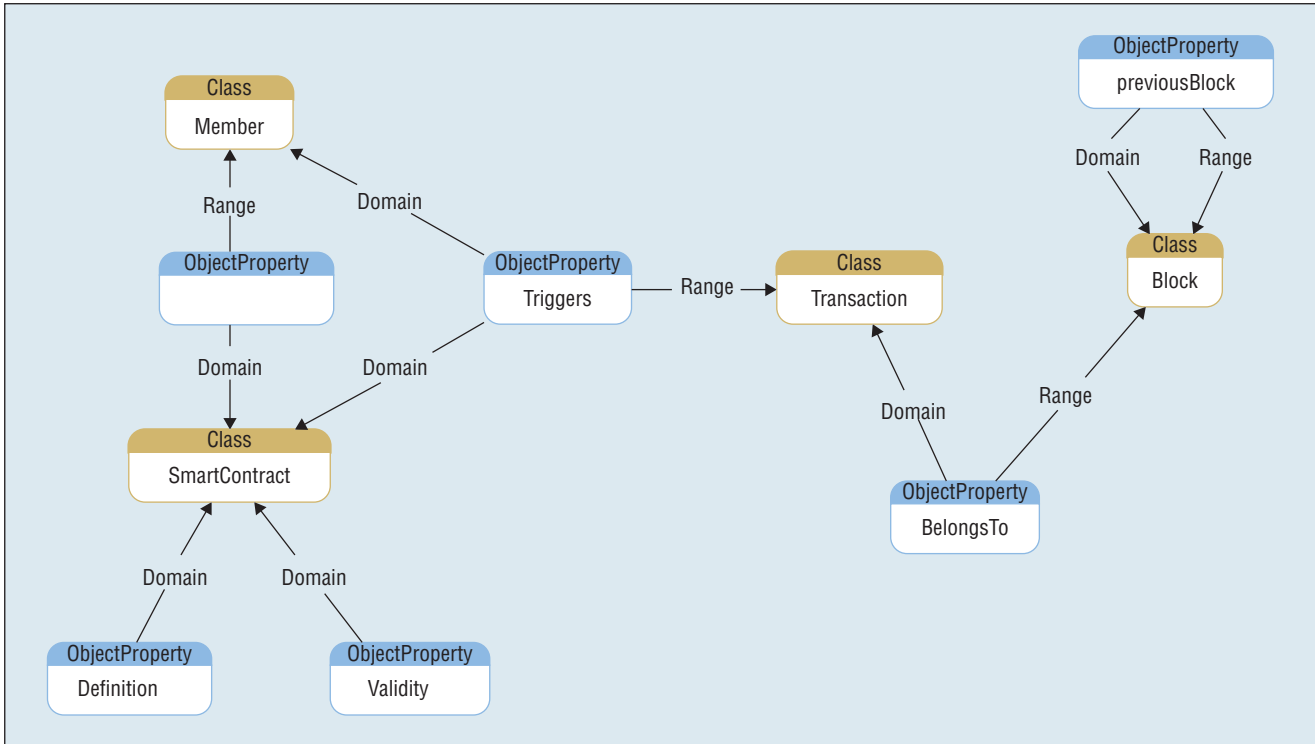 ObjectProperty
previousBlock
Class
Member
Domain
Range
Range
Domain
ObjectProperty
ObjectProperty
Triggers
Range
Class
Transaction
Class
Block
Domain
Domain
Range
Domain
Class
SmartContract
ObjectProperty
BelongsTo
Domain
Domain
ObjectProperty
Definition
ObjectProperty
Validity